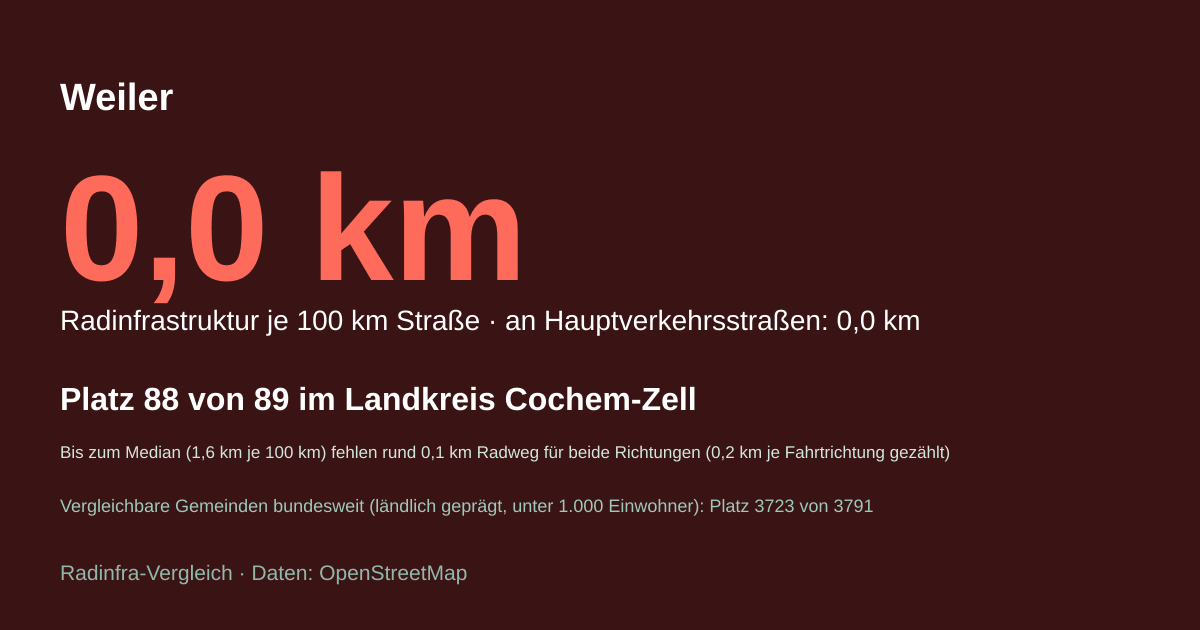 Weiler
0,0 km
Radinfrastruktur je 100 km Straße · an Hauptverkehrsstraßen: 0,0 km
Platz 88 von 89 im Landkreis Cochem-Zell
Bis zum Median (1,6 km je 100 km) fehlen rund 0,1 km Radweg für beide Richtungen (0,2 km je Fahrtrichtung gezählt)
Vergleichbare Gemeinden bundesweit (ländlich geprägt, unter 1.000 Einwohner): Platz 3723 von 3791
Radinfra-Vergleich · Daten: OpenStreetMap